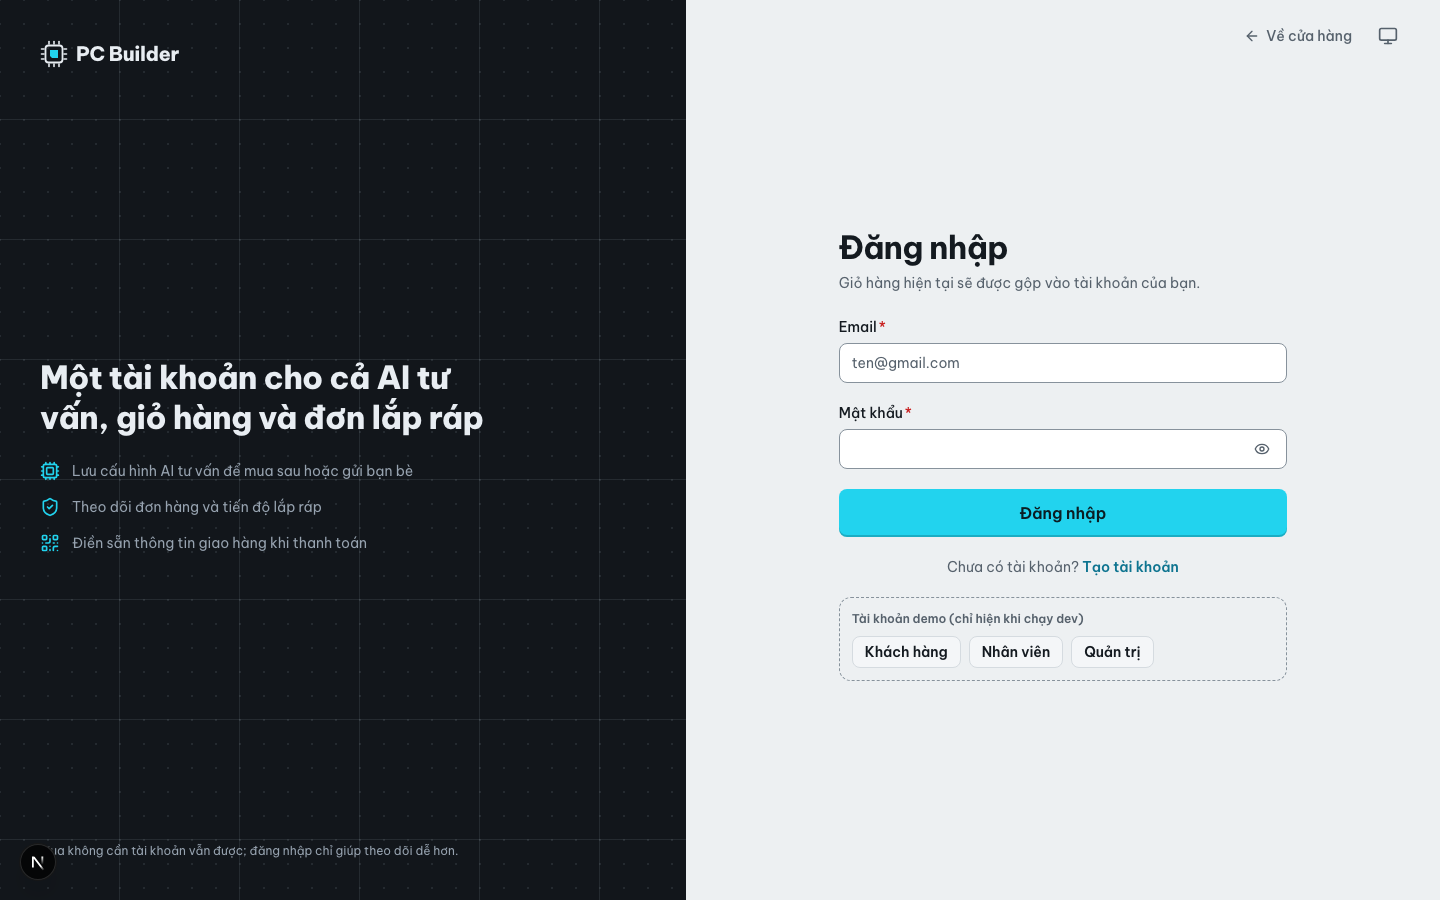 PC Builder
Về cửa hàng
Một tài khoản cho cả AI tư
vấn, giỏ hàng và đơn lắp ráp
Lưu cấu hình AI tư vấn để mua sau hoặc gửi bạn bè
Theo dõi đơn hàng và tiến độ lắp ráp
Điền sẵn thông tin giao hàng khi thanh toán
không cần tài khoản vẫn được; đăng nhập chỉ giúp theo dõi dễ hơn.
N
Đăng nhập
Giỏ hàng hiện tại sẽ được gộp vào tài khoản của bạn.
Email *
ten@gmail.com
Mật khẩu *
Đăng nhập
Chưa có tài khoản? Tạo tài khoản
Tài khoản demo (chỉ hiện khi chạy dev)
Khách hàng
Nhân viên
Quản trị